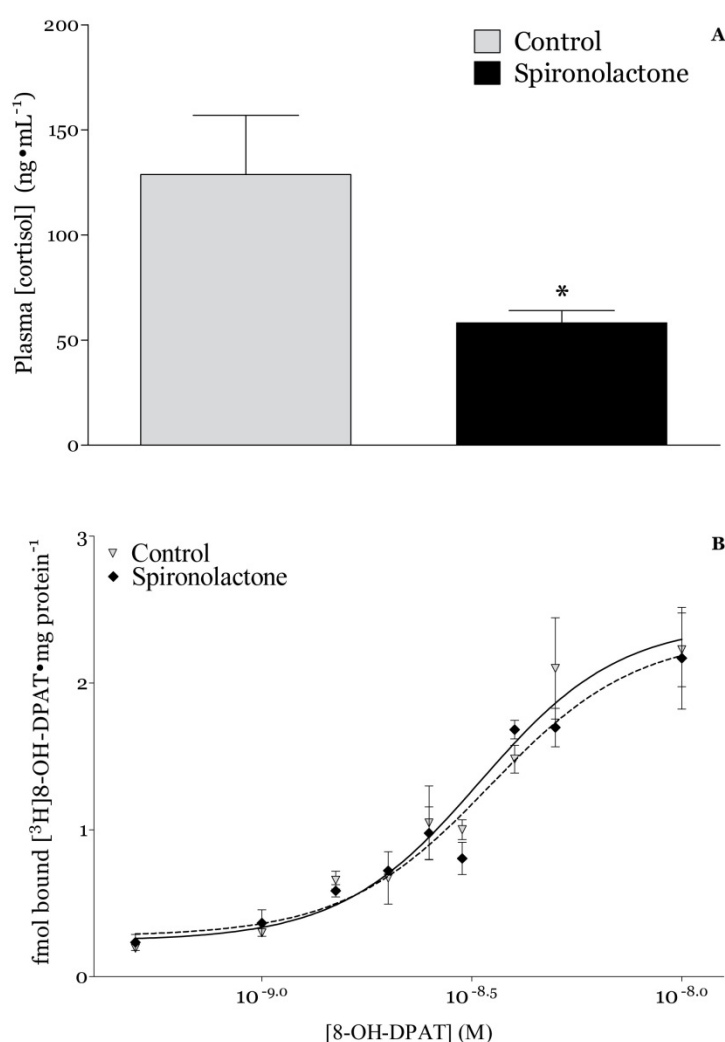 A
Control
Spironolactone
200
150
100
50
0
Plasma [cortisol] (ng•mL⁻¹)
*
B
Control
Spironolactone
3
2
1
0
fmol bound [³H]8-OH-DPAT•mg protein⁻¹
10⁻⁹·⁰
10⁻⁸·⁵
10⁻⁸·⁰
[8-OH-DPAT] (M)